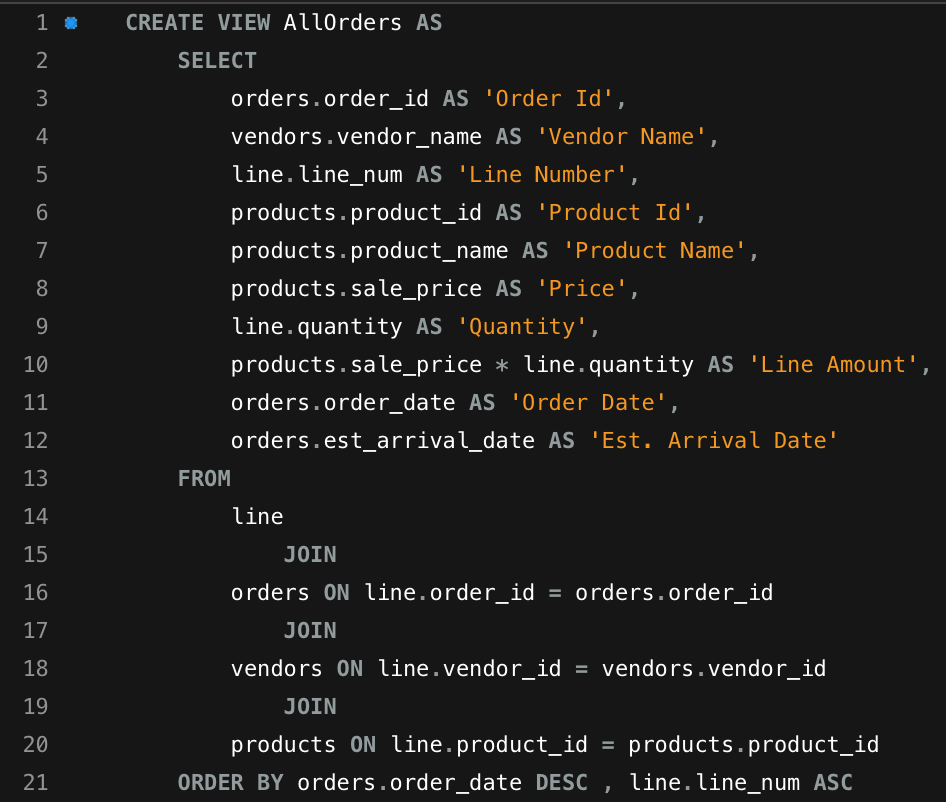 1 CREATE VIEW AllOrders AS
2 SELECT
3 orders.order_id AS 'Order Id',
4 vendors.vendor_name AS 'Vendor Name',
5 line.line_num AS 'Line Number',
6 products.product_id AS 'Product Id',
7 products.product_name AS 'Product Name',
8 products.sale_price AS 'Price',
9 line.quantity AS 'Quantity',
10 products.sale_price * line.quantity AS 'Line Amount',
11 orders.order_date AS 'Order Date',
12 orders.est_arrival_date AS 'Est. Arrival Date'
13 FROM
14 line
15 JOIN
16 orders ON line.order_id = orders.order_id
17 JOIN
18 vendors ON line.vendor_id = vendors.vendor_id
19 JOIN
20 products ON line.product_id = products.product_id
21 ORDER BY orders.order_date DESC , line.line_num ASC